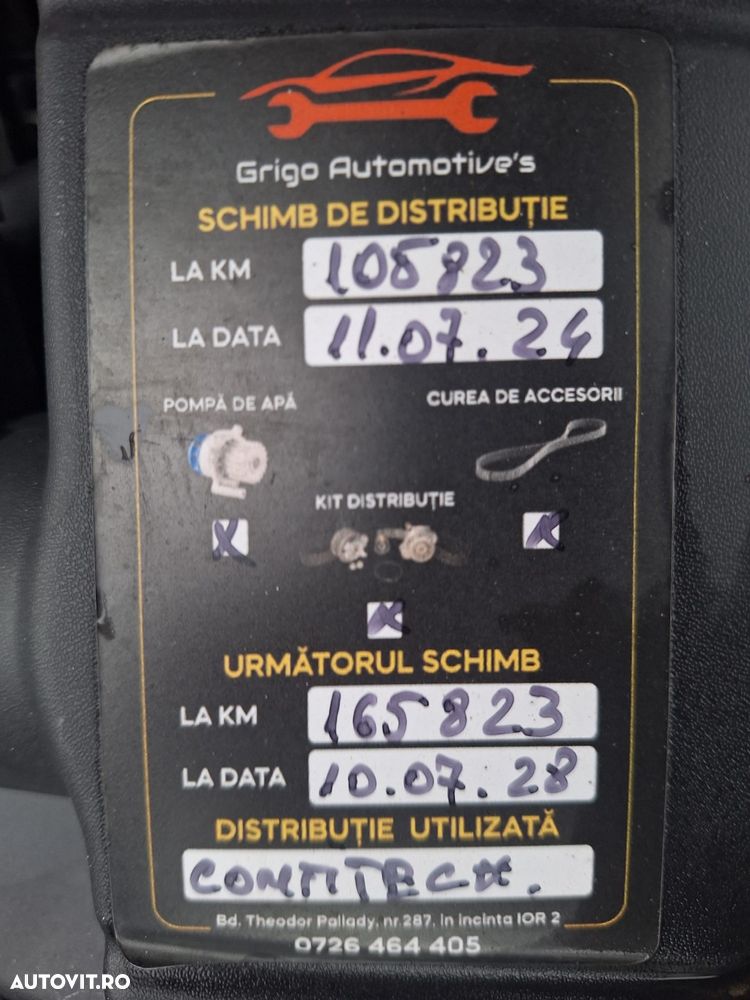 Grigo Automotive's
SCHIMB DE DISTRIBUȚIE
LA KM 105823
LA DATA 11.07.24
POMPĂ DE APĂ CUREA DE ACCESORII
KIT DISTRIBUȚIE
X X
X
URMĂTORUL SCHIMB
LA KM 165823
LA DATA 10.07.28
DISTRIBUȚIE UTILIZATĂ
CONTITECH.
Bd. Theodor Pallady, nr.287, in incinta IOR 2
0726 464 405
AUTOVIT.RO